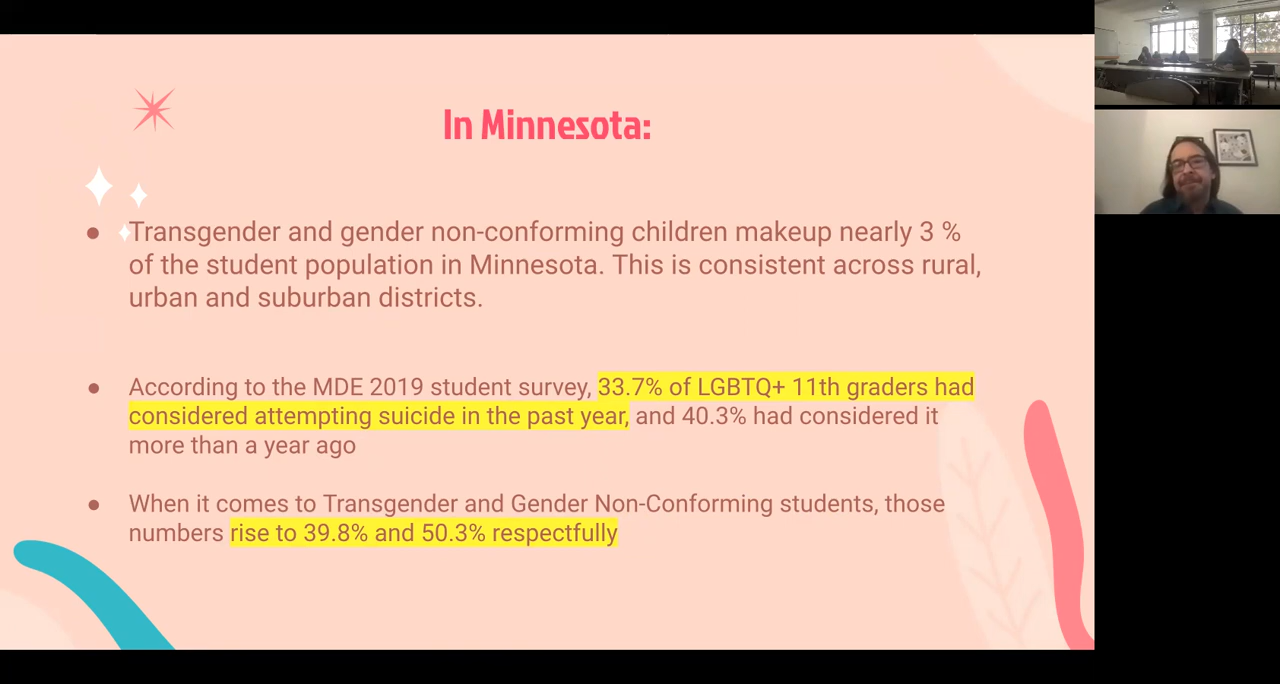 In Minnesota:
● Transgender and gender non-conforming children makeup nearly 3 %
of the student population in Minnesota. This is consistent across rural,
urban and suburban districts.
● According to the MDE 2019 student survey, 33.7% of LGBTQ+ 11th graders had
considered attempting suicide in the past year, and 40.3% had considered it
more than a year ago
● When it comes to Transgender and Gender Non-Conforming students, those
numbers rise to 39.8% and 50.3% respectfully